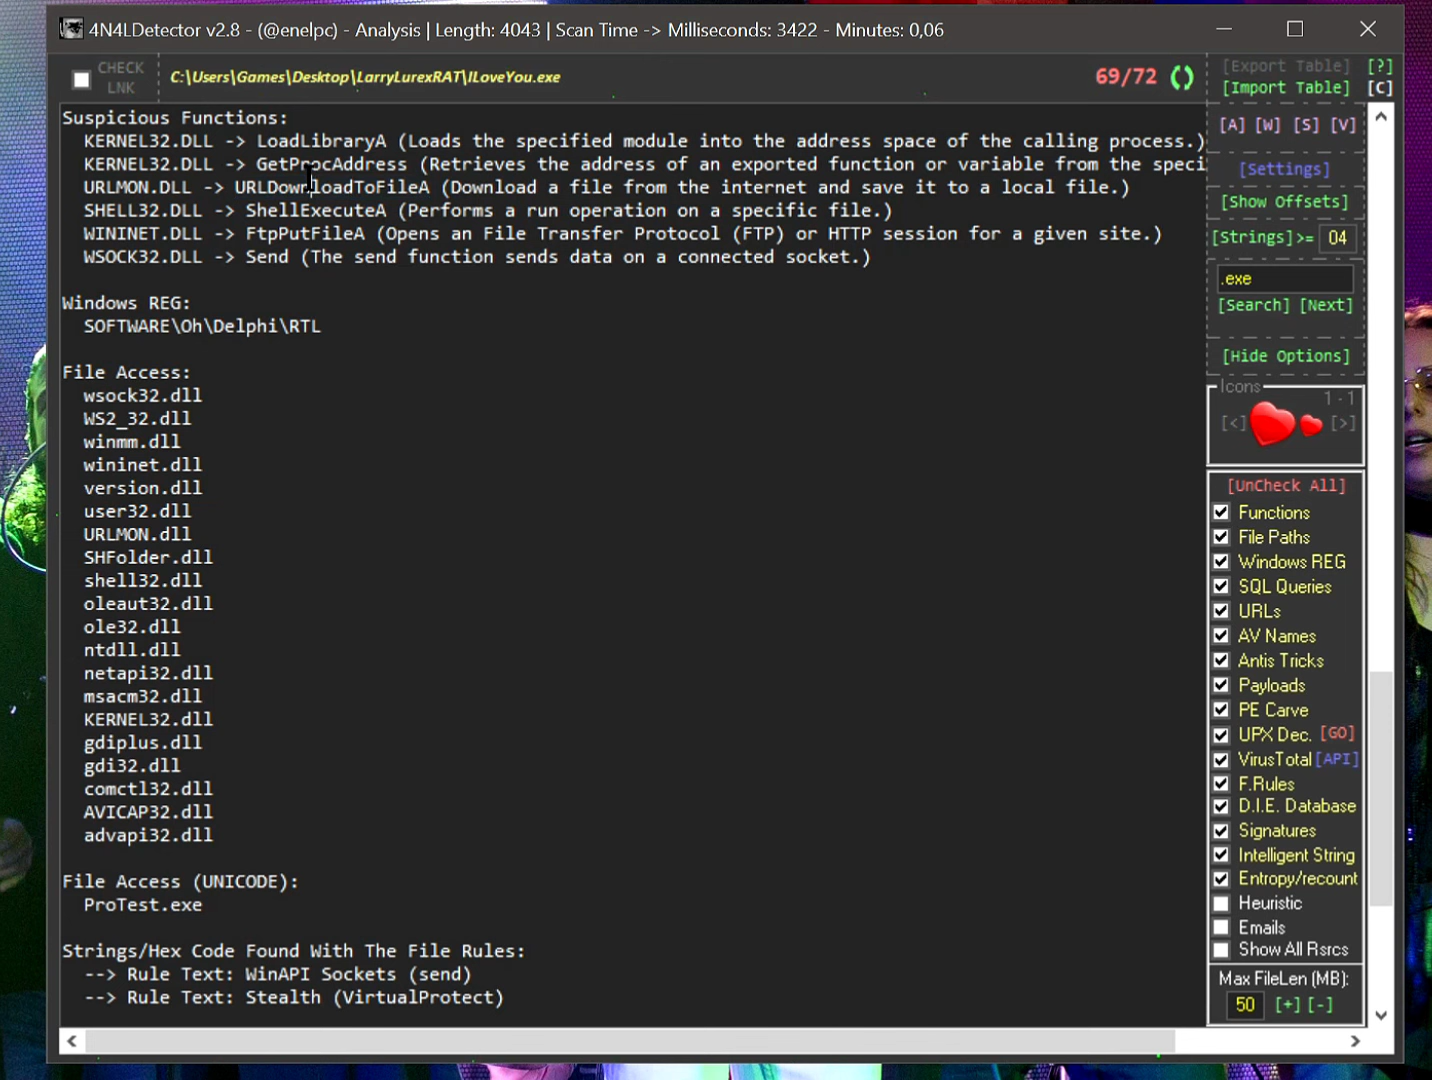 4N4LDetector v2.8 - (@enelpc) - Analysis | Length: 4043 | Scan Time -> Milliseconds: 3422 - Minutes: 0,06
CHECK
LNK
C:\Users\Games\Desktop\LarryLurexRAT\ILoveYou.exe
69/72
Suspicious Functions:
KERNEL32.DLL -> LoadLibraryA (Loads the specified module into the address space of the calling process.)
KERNEL32.DLL -> GetProcAddress (Retrieves the address of an exported function or variable from the speci
URLMON.DLL -> URLDownloadToFileA (Download a file from the internet and save it to a local file.)
SHELL32.DLL -> ShellExecuteA (Performs a run operation on a specific file.)
WININET.DLL -> FtpPutFileA (Opens an File Transfer Protocol (FTP) or HTTP session for a given site.)
WSOCK32.DLL -> Send (The send function sends data on a connected socket.)
Windows REG:
SOFTWARE\Oh\Delphi\RTL
File Access:
wsock32.dll
WS2_32.dll
winmm.dll
wininet.dll
version.dll
user32.dll
URLMON.dll
SHFolder.dll
shell32.dll
oleaut32.dll
ole32.dll
ntdll.dll
netapi32.dll
msacm32.dll
KERNEL32.dll
gdiplus.dll
gdi32.dll
comctl32.dll
AVICAP32.dll
advapi32.dll
File Access (UNICODE):
ProTest.exe
Strings/Hex Code Found With The File Rules:
--> Rule Text: WinAPI Sockets (send)
--> Rule Text: Stealth (VirtualProtect)
[Export Table] [?]
[Import Table] [C]
[A] [W] [S] [V]
[Settings]
[Show Offsets]
[Strings]>= 04
.exe
[Search] [Next]
[Hide Options]
Icons
1 - 1
[<] [>]
[UnCheck All]
Functions
File Paths
Windows REG
SQL Queries
URLs
AV Names
Antis Tricks
Payloads
PE Carve
UPX Dec. [GO]
VirusTotal [API]
F.Rules
D.I.E. Database
Signatures
Intelligent String
Entropy/recount
Heuristic
Emails
Show All Rsrcs
Max FileLen (MB):
50 [+] [-]